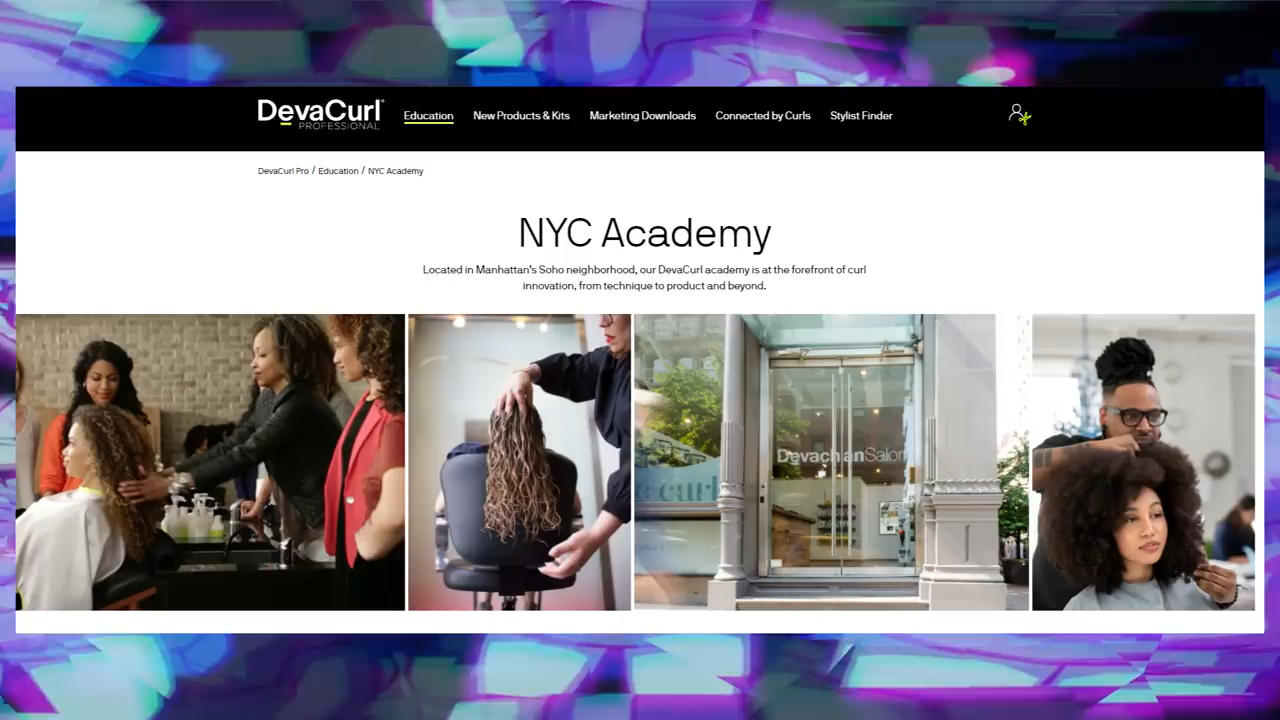 DevaCurl
PROFESSIONAL
Education New Products & Kits Marketing Downloads Connected by Curls Stylist Finder
DevaCurl Pro / Education / NYC Academy
NYC Academy
Located in Manhattan's Soho neighborhood, our DevaCurl academy is at the forefront of curl
innovation, from technique to product and beyond.
DevachanSalon